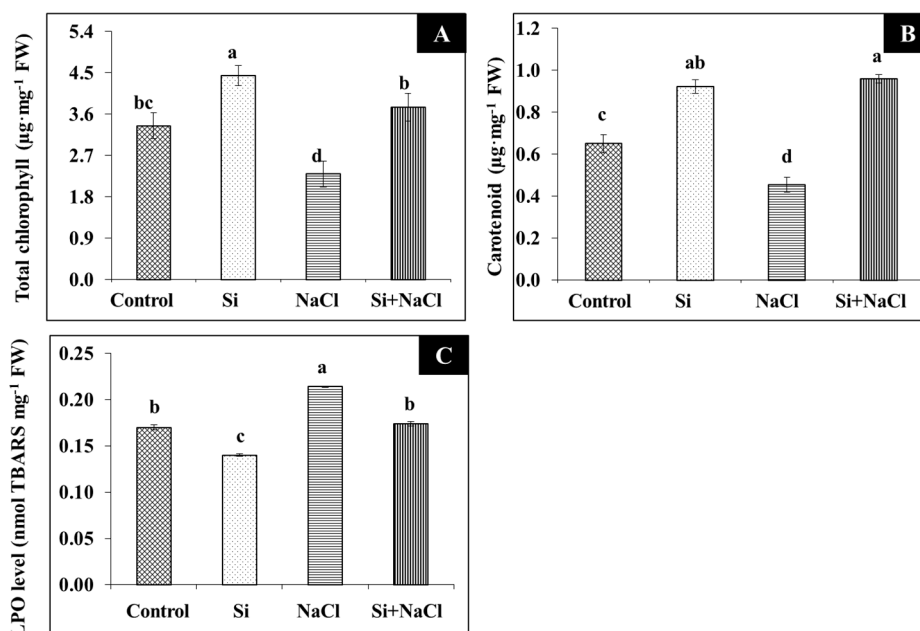 A
Total chlorophyll (µg·mg⁻¹ FW)
5.4
4.5
3.6
2.7
1.8
0.9
0.0
bc
a
d
b
Control Si NaCl Si+NaCl
B
Carotenoid (µg·mg⁻¹ FW)
1.2
1.0
0.8
0.6
0.4
0.2
0.0
c
ab
d
a
Control Si NaCl Si+NaCl
C
LPO level (nmol TBARS mg⁻¹ FW)
0.25
0.20
0.15
0.10
0.05
0.00
b
c
a
b
Control Si NaCl Si+NaCl